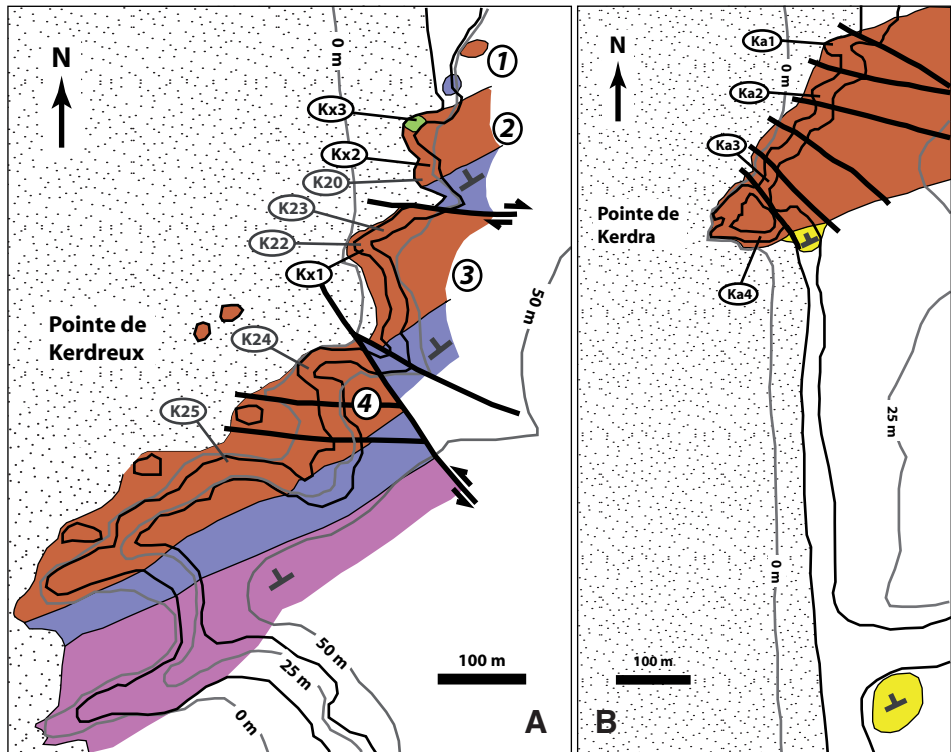 N
0 m
1
Kx3
2
Kx2
K20
K23
K22
Kx1
3
50 m
Pointe de
Kerdreux
K24
4
K25
50 m
25 m
0 m
100 m
A
N
Ka1
0 m
Ka2
Ka3
Pointe de
Kerdra
Ka4
25 m
0 m
100 m
B